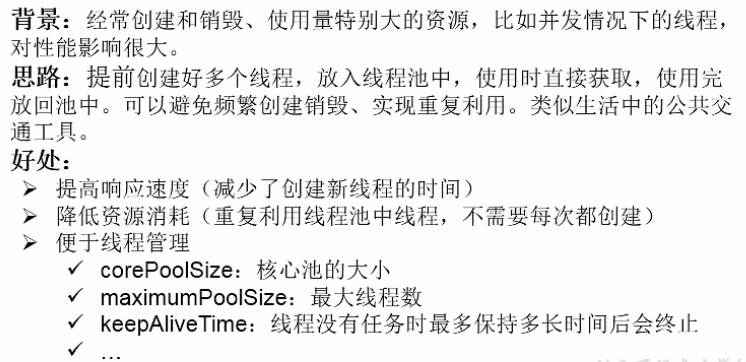 背景：经常创建和销毁、使用量特别大的资源，比如并发情况下的线程，
对性能影响很大。
思路：提前创建好多个线程，放入线程池中，使用时直接获取，使用完
放回池中。可以避免频繁创建销毁、实现重复利用。类似生活中的公共交
通工具。
好处：
➢ 提高响应速度（减少了创建新线程的时间）
➢ 降低资源消耗（重复利用线程池中线程，不需要每次都创建）
➢ 便于线程管理
✓ corePoolSize：核心池的大小
✓ maximumPoolSize：最大线程数
✓ keepAliveTime：线程没有任务时最多保持多长时间后会终止
✓ …